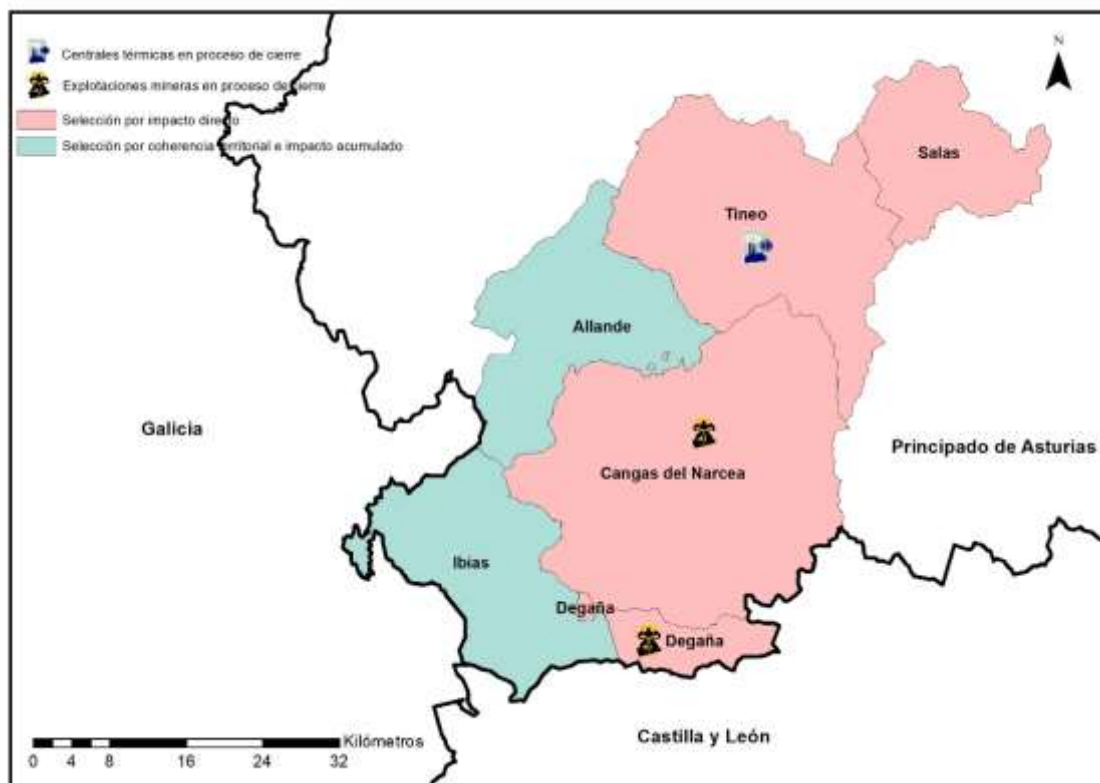 N
Centrales térmicas en proceso de cierre
Explotaciones mineras en proceso de cierre
Selección por impacto directo
Selección por coherencia territorial e impacto acumulado
Salas
Tineo
Allande
Galicia
Principado de Asturias
Cangas del Narcea
Ibias
Degaña
Degaña
Castilla y León
Kilómetros
0 4 8 16 24 32